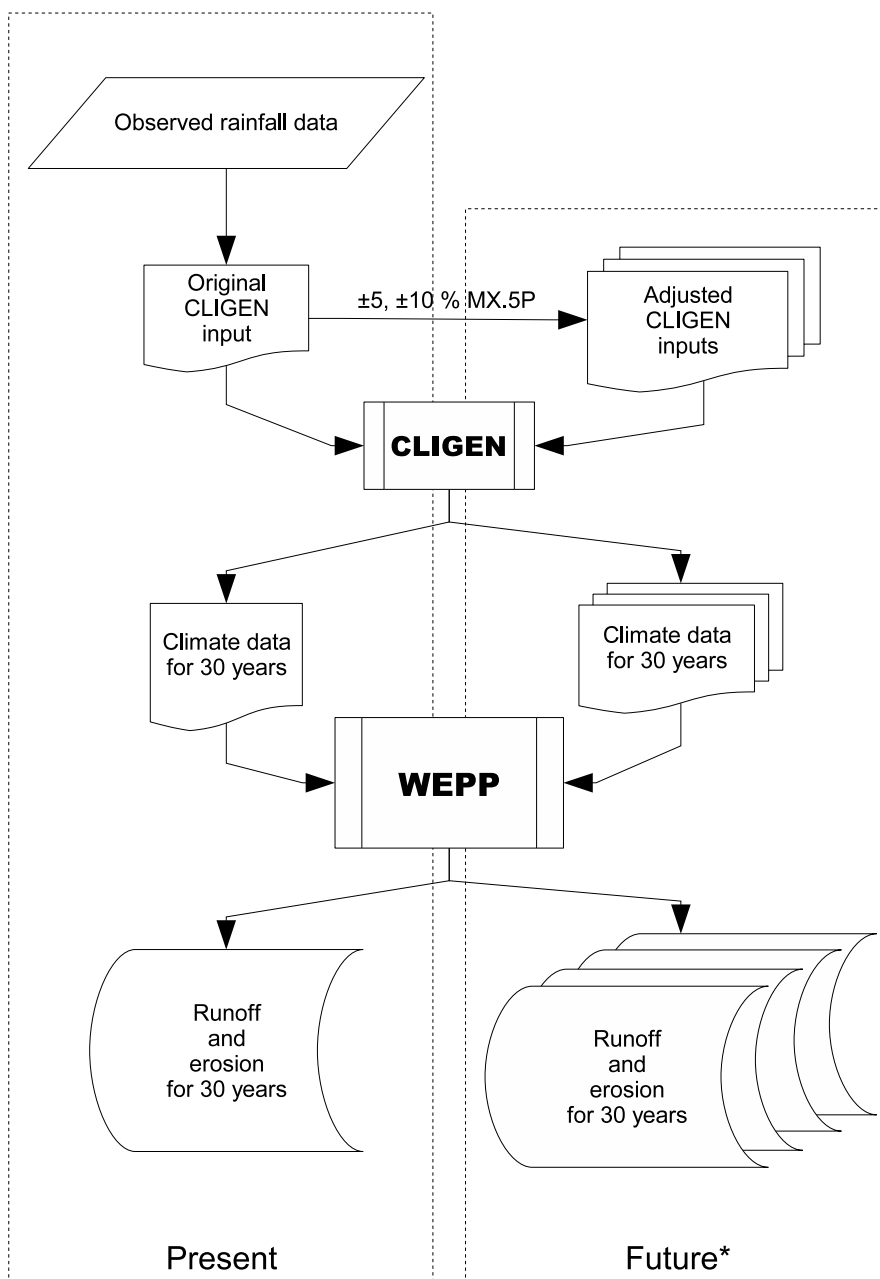 Observed rainfall data
Original
CLIGEN
input
±5, ±10 % MX.5P
Adjusted
CLIGEN
inputs
CLIGEN
Climate data
for 30 years
Climate data
for 30 years
WEPP
Runoff
and
erosion
for 30 years
Runoff
and
erosion
for 30 years
Present
Future*